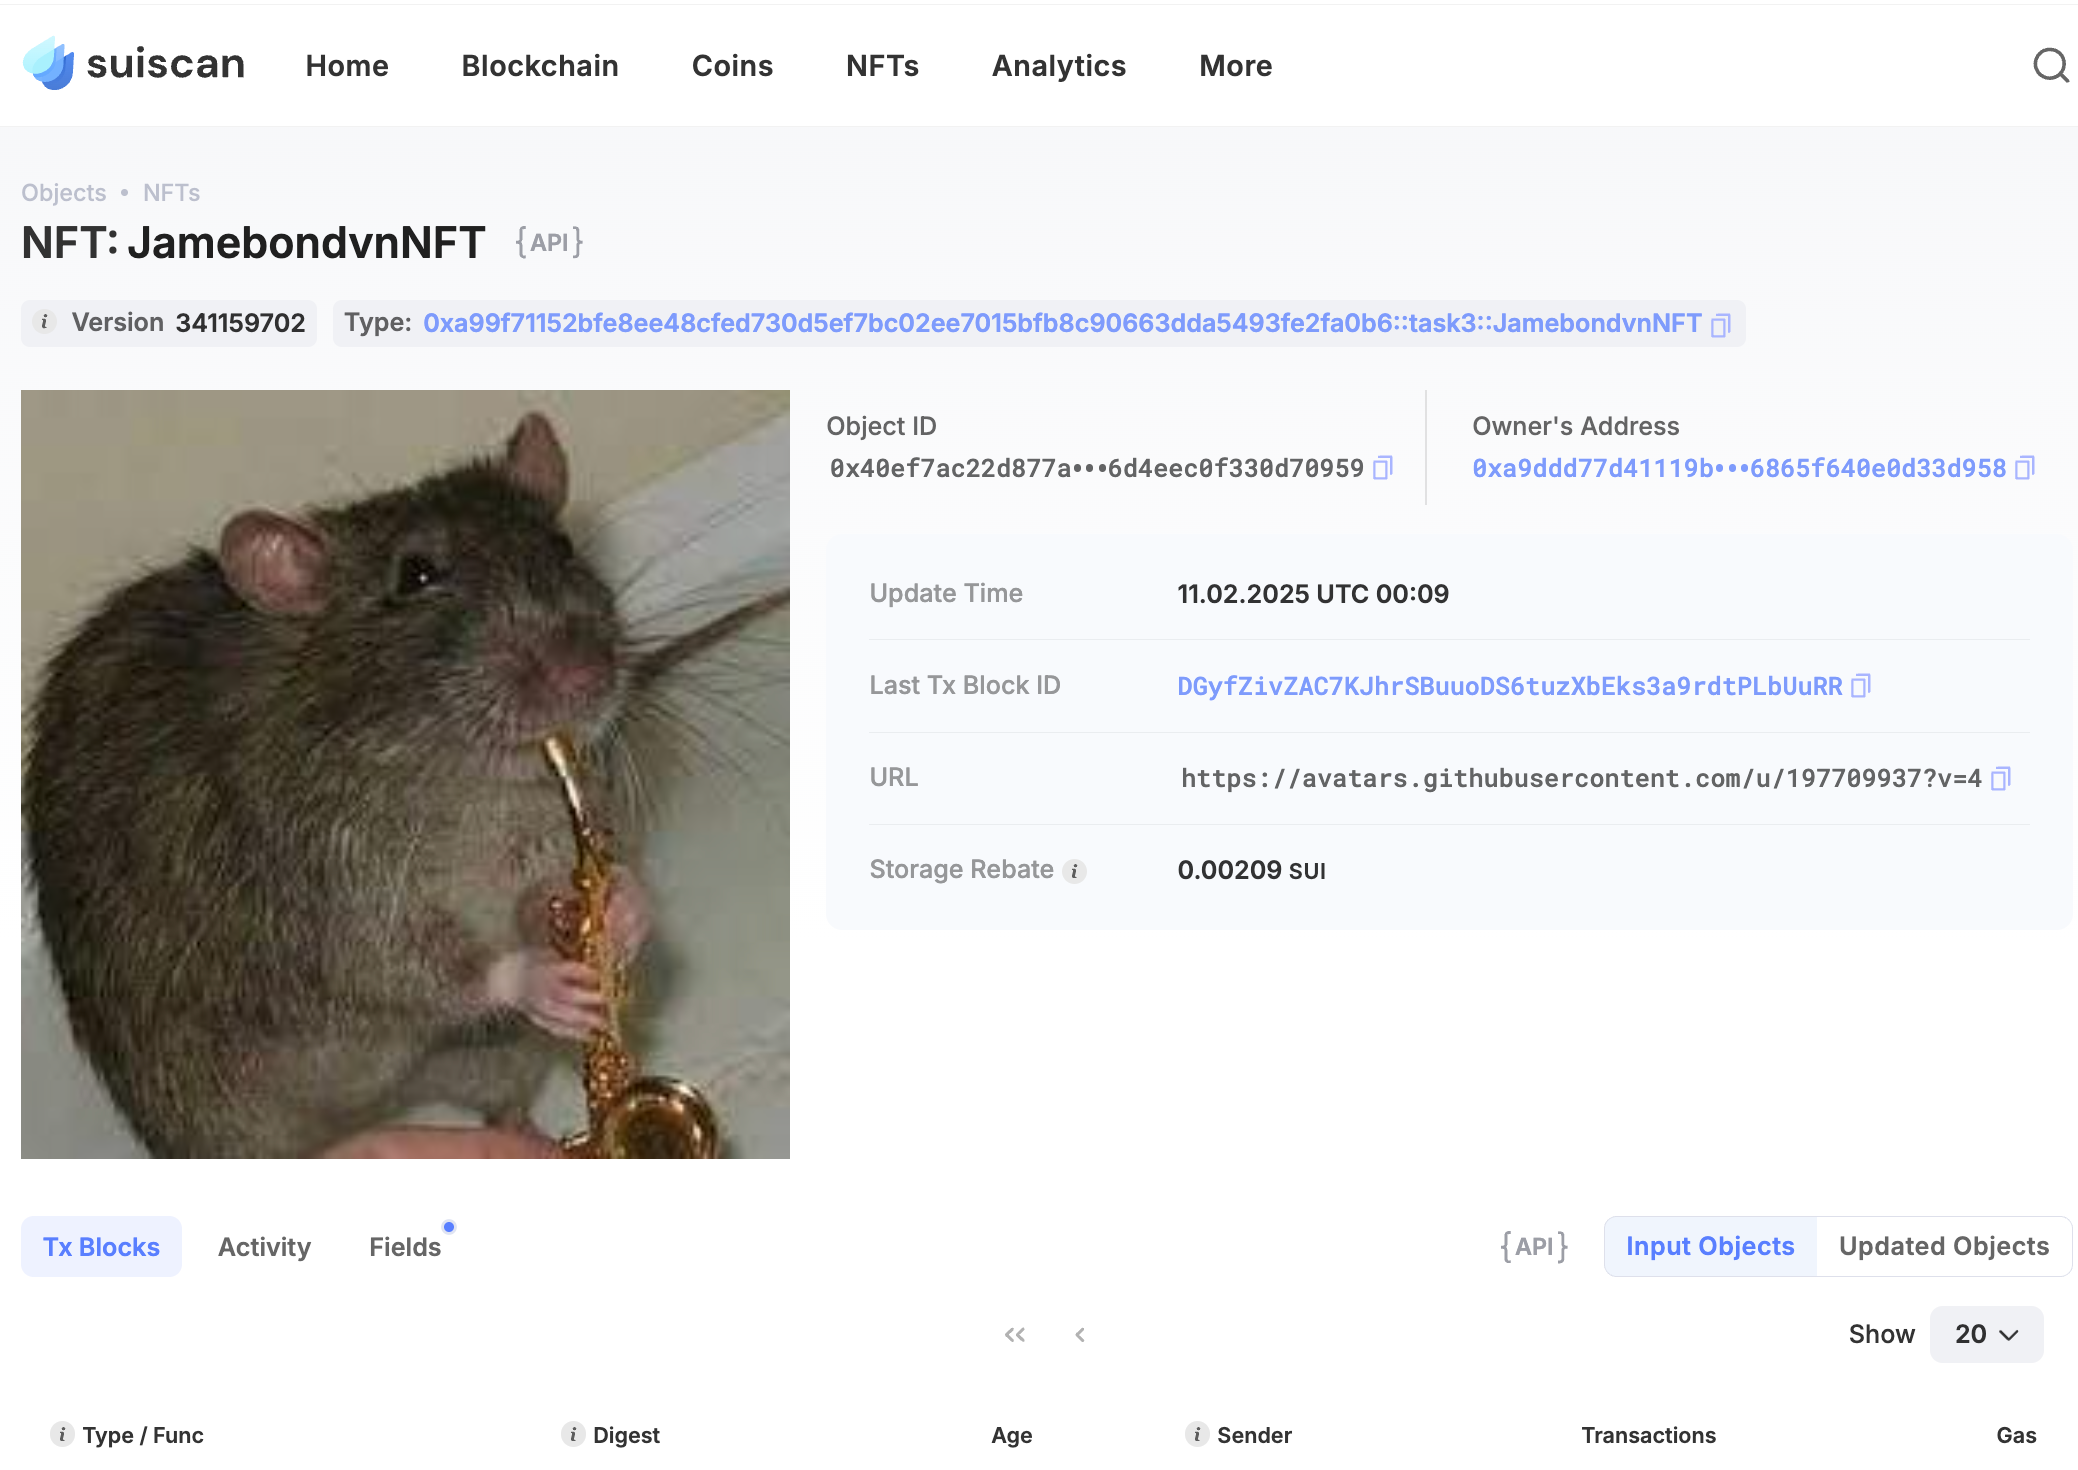 suiscan Home Blockchain Coins NFTs Analytics More
Objects • NFTs
NFT: JamebondvnNFT {API}
i Version 341159702 Type: 0xa99f71152bfe8ee48cfed730d5ef7bc02ee7015bfb8c90663dda5493fe2fa0b6::task3::JamebondvnNFT
Object ID
0x40ef7ac22d877a•••6d4eec0f330d70959
Owner's Address
0xa9ddd77d41119b•••6865f640e0d33d958
Update Time 11.02.2025 UTC 00:09
Last Tx Block ID DGyfZivZAC7KJhrSBuuoDS6tuzXbEks3a9rdtPLbUuRR
URL https://avatars.githubusercontent.com/u/197709937?v=4
Storage Rebate i 0.00209 SUI
Tx Blocks Activity Fields {API} Input Objects Updated Objects
Show 20
i Type / Func i Digest Age i Sender Transactions Gas